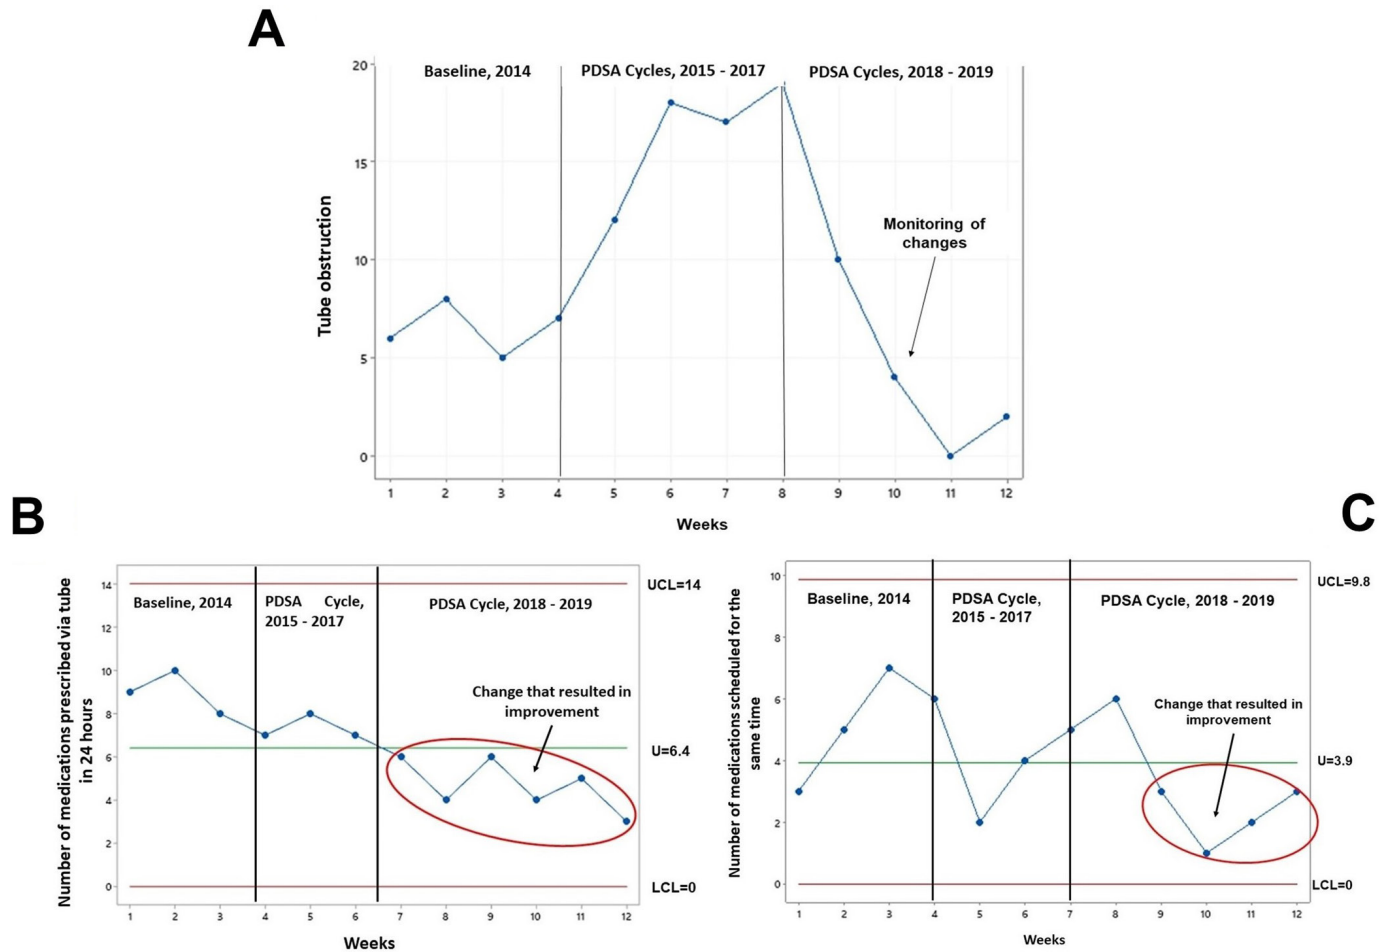 A
Baseline, 2014
PDSA Cycles, 2015 - 2017
PDSA Cycles, 2018 - 2019
20
15
10
5
0
Tube obstruction
Monitoring of
changes
1 2 3 4 5 6 7 8 9 10 11 12
Weeks
B
Number of medications prescribed via tube
in 24 hours
14
12
10
8
6
4
2
0
Baseline, 2014
PDSA Cycle,
2015 - 2017
PDSA Cycle, 2018 - 2019
Change that resulted in
improvement
UCL=14
U=6.4
LCL=0
1 2 3 4 5 6 7 8 9 10 11 12
Weeks
C
Number of medications scheduled for the
same time
10
8
6
4
2
0
Baseline, 2014
PDSA Cycle,
2015 - 2017
PDSA Cycle, 2018 - 2019
Change that resulted in
improvement
UCL=9.8
U=3.9
LCL=0
1 2 3 4 5 6 7 8 9 10 11 12
Weeks